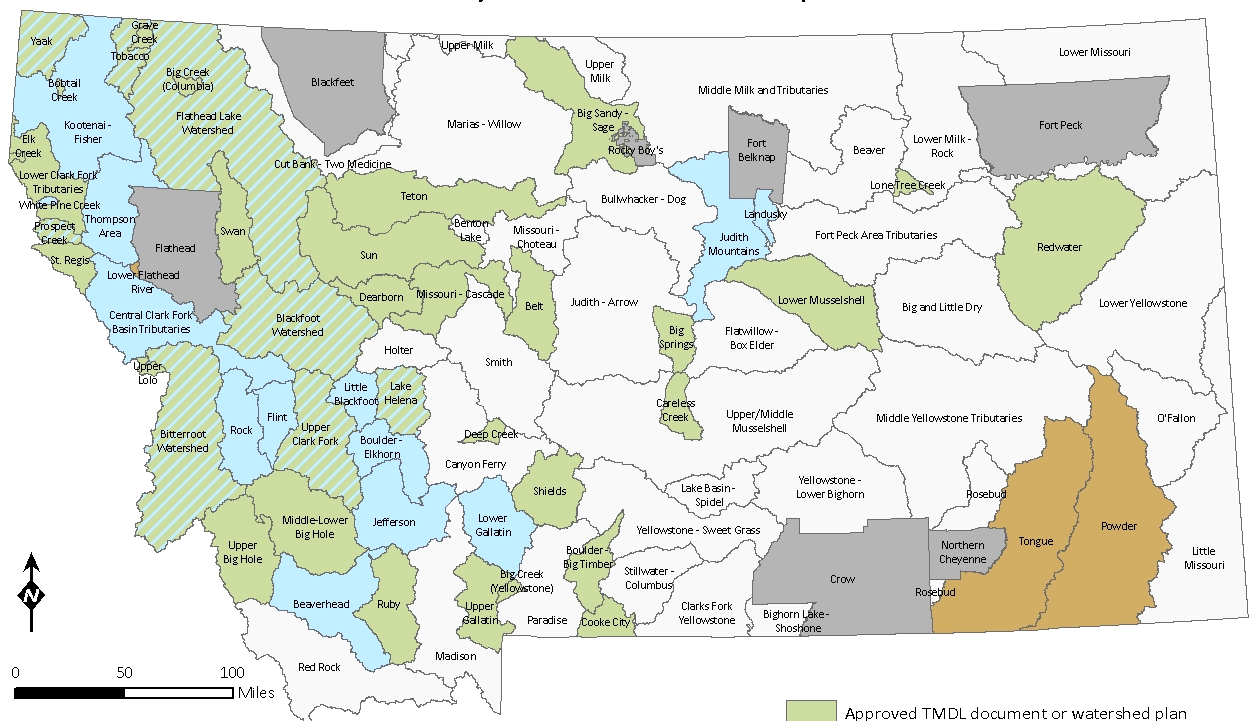 Yaak
Grave
Creek
Tobacco
Big Creek
(Columbia)
Bobtail
Creek
Kootenai -
Fisher
Flathead Lake
Watershed
Elk
Creek
Lower Clark Fork
Tributaries
White Pine Creek
Prospect
Creek
Thompson
Area
St. Regis
Flathead
Swan
Lower Flathead
River
Central Clark Fork
Basin Tributaries
Blackfeet
Upper Milk
Upper
Milk
Marias - Willow
Big Sandy -
Sage
Rocky Boy's
Cut Bank - Two Medicine
Teton
Benton
Lake
Missouri -
Choteau
Sun
Dearborn
Missouri - Cascade
Belt
Bullwhacker - Dog
Middle Milk and Tributaries
Fort
Belknap
Beaver
Lower Milk -
Rock
Lower Missouri
Fort Peck
Lone Tree Creek
Landusky
Judith
Mountains
Fort Peck Area Tributaries
Redwater
Lower Yellowstone
Judith - Arrow
Lower Musselshell
Big and Little Dry
Big
Springs
Flatwillow -
Box Elder
Blackfoot
Watershed
Holter
Smith
Upper
Lolo
Little
Blackfoot
Lake
Helena
Careless
Creek
Upper/Middle
Musselshell
Middle Yellowstone Tributaries
O'Fallon
Bitterroot
Watershed
Rock
Flint
Upper
Clark Fork
Boulder -
Elkhorn
Deep Creek
Canyon Ferry
Shields
Lake Basin -
Spidel
Yellowstone -
Lower Bighorn
Rosebud
Jefferson
Lower
Gallatin
Middle-Lower
Big Hole
Upper
Big Hole
Yellowstone - Sweet Grass
Boulder -
Big Timber
Stillwater -
Columbus
Crow
Northern
Cheyenne
Tongue
Powder
Little
Missouri
Rosebud
Beaverhead
Ruby
Upper
Gallatin
Big Creek
(Yellowstone)
Paradise
Cooke City
Clarks Fork
Yellowstone
Bighorn Lake -
Shoshone
Red Rock
Madison
N
0 50 100
Miles
Approved TMDL document or watershed plan